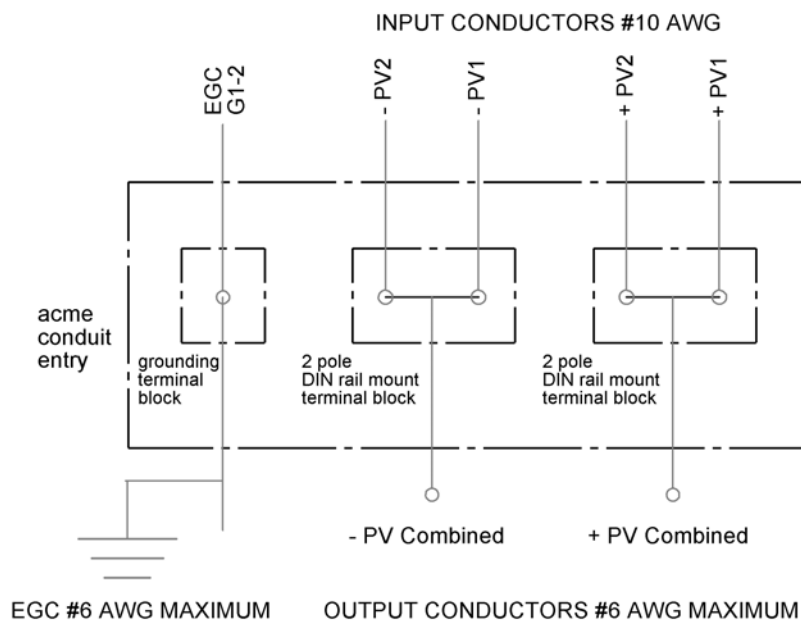 INPUT CONDUCTORS #10 AWG
EGC
G1-2
- PV2
- PV1
+ PV2
+ PV1
acme
conduit
entry
grounding
terminal
block
2 pole
DIN rail mount
terminal block
2 pole
DIN rail mount
terminal block
- PV Combined
+ PV Combined
EGC #6 AWG MAXIMUM
OUTPUT CONDUCTORS #6 AWG MAXIMUM